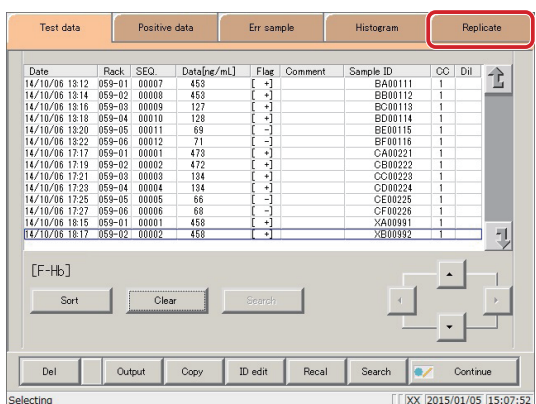 Test data Positive data Err sample Histogram Replicate
Date Rack SEQ. Data[ng/mL] Flag Comment Sample ID CC Dil
14/10/06 13:12 059-01 00007 453 [ +] BA00111 1
14/10/06 13:14 059-02 00008 453 [ +] BB00112 1
14/10/06 13:16 059-03 00009 127 [ +] BC00113 1
14/10/06 13:18 059-04 00010 128 [ +] BD00114 1
14/10/06 13:20 059-05 00011 69 [ -] BE00115 1
14/10/06 13:22 059-06 00012 71 [ -] BF00116 1
14/10/06 17:17 059-01 00001 473 [ +] CA00221 1
14/10/06 17:19 059-02 00002 472 [ +] CB00222 1
14/10/06 17:21 059-03 00003 134 [ +] CC00223 1
14/10/06 17:23 059-04 00004 134 [ +] CD00224 1
14/10/06 17:25 059-05 00005 66 [ -] CE00225 1
14/10/06 17:27 059-06 00006 68 [ -] CF00226 1
14/10/06 18:15 059-01 00001 458 [ +] XA00991 1
14/10/06 18:17 059-02 00002 458 [ +] XB00992 1
[F-Hb]
Sort Clear Search
Del Output Copy ID edit Recal Search Continue
Selecting [ [ XX 2015/01/05 15:07:52